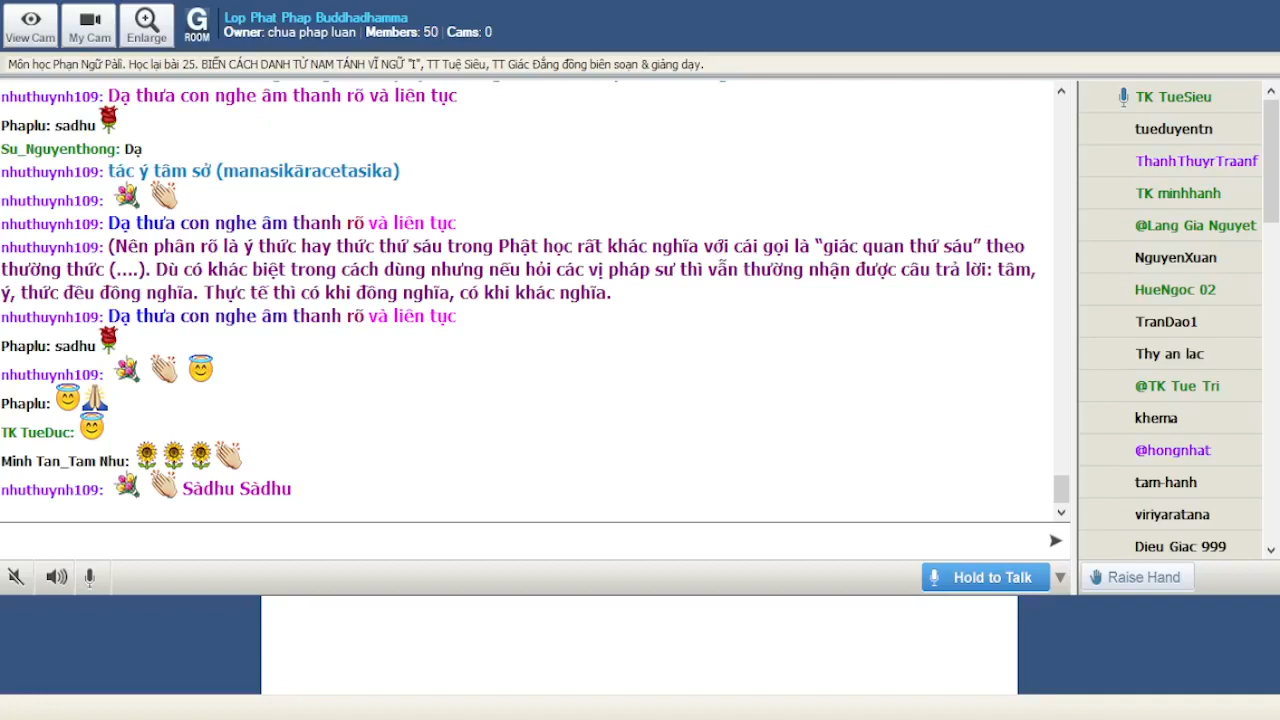 View Cam
My Cam
Enlarge
G
ROOM
Lop Phat Phap Buddhadhamma
Owner: chua phap luan | Members: 50 | Cams: 0
Môn học Phạn Ngữ Pàlì. Học lại bài 25. BIẾN CÁCH DANH TỪ NAM TÁNH VĨ NGỮ "I", TT Tuệ Siêu, TT Giác Đẳng đồng biên soạn & giảng dạy.
nhuthuynh109: Dạ thưa con nghe âm thanh rõ và liên tục
Phaplu: sadhu
Su_Nguyenthong: Dạ
nhuthuynh109: tác ý tâm sở (manasikāracetasika)
nhuthuynh109:
nhuthuynh109: Dạ thưa con nghe âm thanh rõ và liên tục
nhuthuynh109: (Nên phân rõ là ý thức hay thức thứ sáu trong Phật học rất khác nghĩa với cái gọi là “giác quan thứ sáu” theo
thường thức (....). Dù có khác biệt trong cách dùng nhưng nếu hỏi các vị pháp sư thì vẫn thường nhận được câu trả lời: tâm,
ý, thức đều đồng nghĩa. Thực tế thì có khi đồng nghĩa, có khi khác nghĩa.
nhuthuynh109: Dạ thưa con nghe âm thanh rõ và liên tục
Phaplu: sadhu
nhuthuynh109:
Phaplu:
TK TueDuc:
Minh Tan_Tam Nhu:
nhuthuynh109: Sàdhu Sàdhu
TK TueSieu
tueduyentn
ThanhThuyrTraanf
TK minhhanh
@Lang Gia Nguyet
NguyenXuan
HueNgoc 02
TranDao1
Thy an lac
@TK Tue Tri
khema
@hongnhat
tam-hanh
viriyaratana
Dieu Giac 999
Hold to Talk
Raise Hand